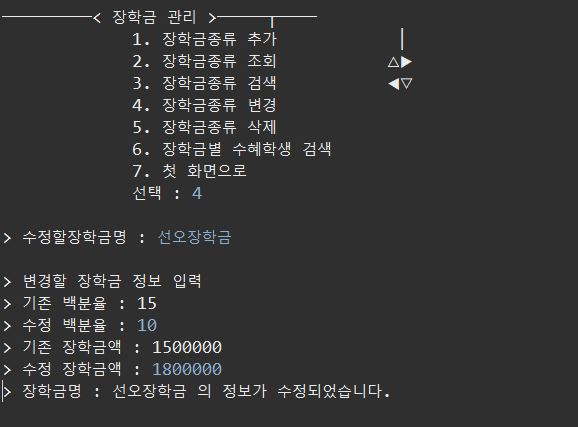 < 장학금 관리 >
1. 장학금종류 추가
2. 장학금종류 조회
3. 장학금종류 검색
4. 장학금종류 변경
5. 장학금종류 삭제
6. 장학금별 수혜학생 검색
7. 첫 화면으로
선택 : 4
> 수정할장학금명 : 선오장학금
> 변경할 장학금 정보 입력
> 기존 백분율 : 15
> 수정 백분율 : 10
> 기존 장학금액 : 1500000
> 수정 장학금액 : 1800000
> 장학금명 : 선오장학금 의 정보가 수정되었습니다.